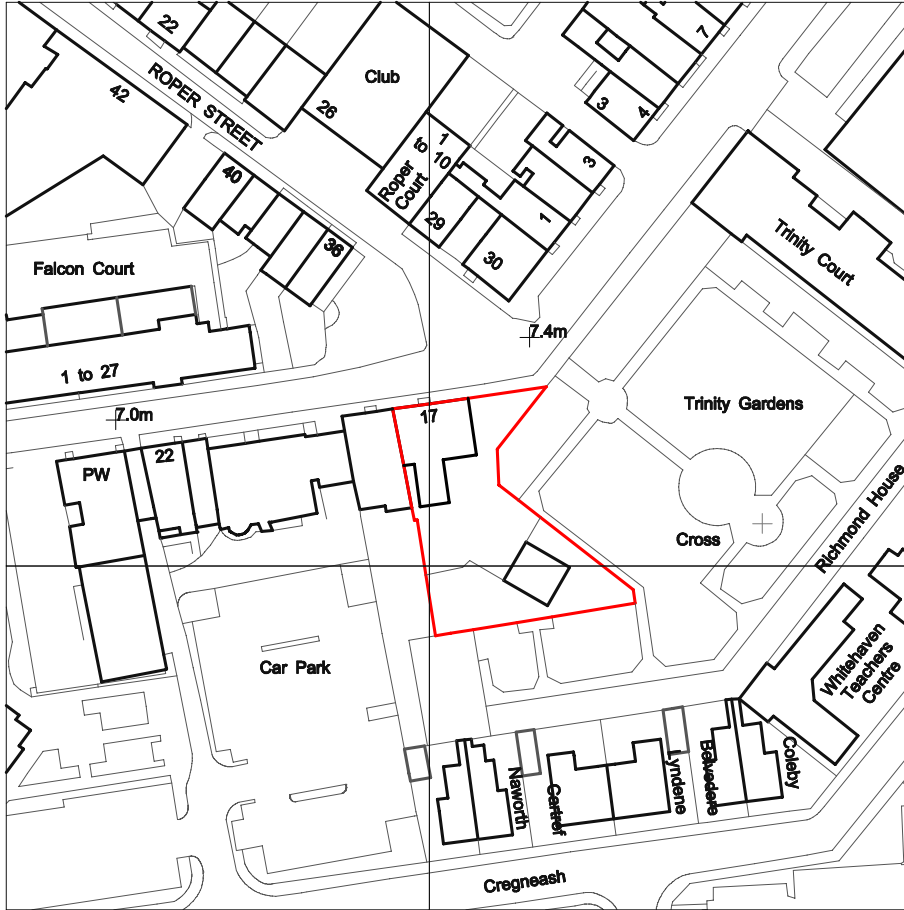 22
7
Club
ROPER STREET
42
26
3
4
1
to 10
Roper
Court
3
40
29
1
36
30
Trinity Court
Falcon Court
7.4m
1 to 27
7.0m
17
Trinity Gardens
22
PW
Richmond House
Cross
Car Park
Whitehaven
Teachers
Centre
Naworth
Cartref
Lyndene
Belvedere
Coleby
Cregneash